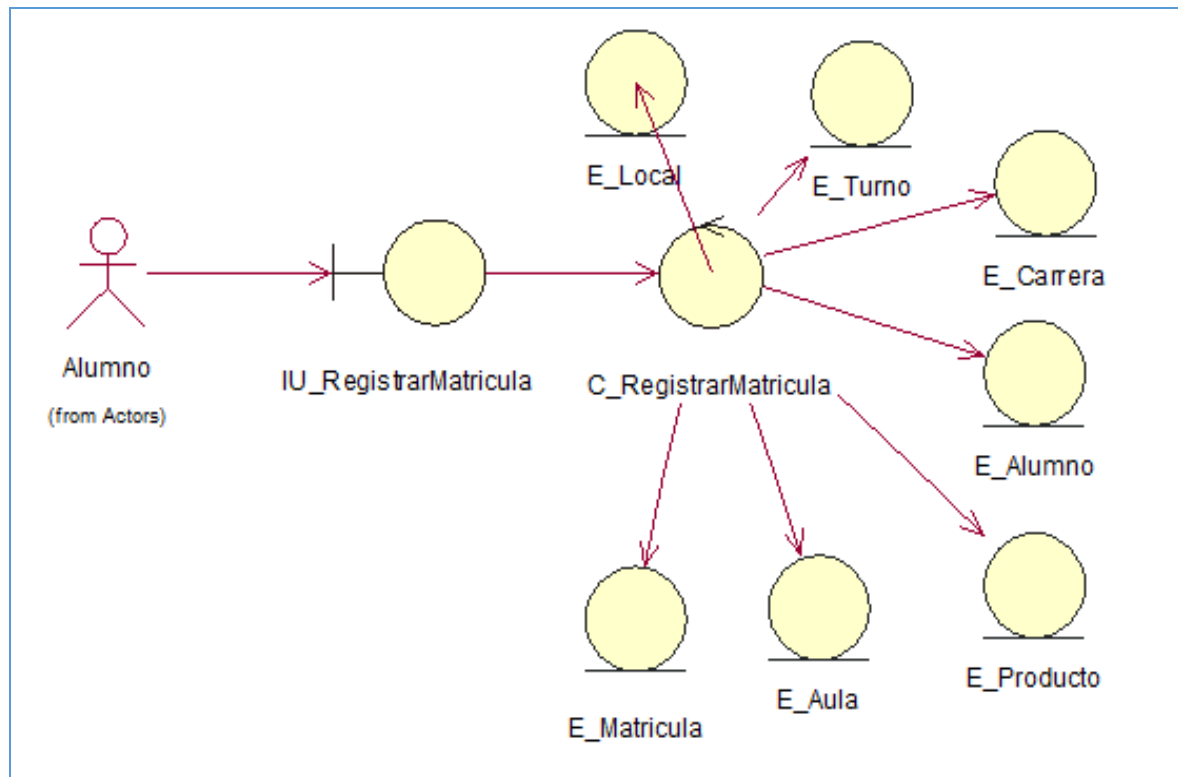 E_Local
E_Turno
E_Carrera
Alumno
(from Actors)
IU_RegistrarMatricula
C_RegistrarMatricula
E_Alumno
E_Matricula
E_Aula
E_Producto